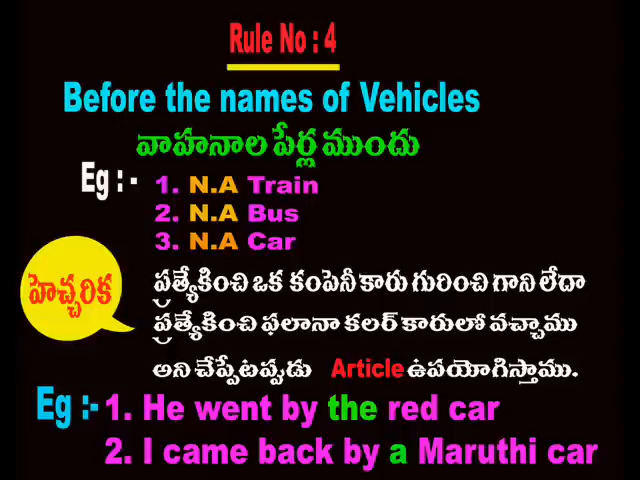 Rule No : 4
Before the names of Vehicles
వాహనాల పేర్ల ముందు
Eg : -
1. N.A Train
2. N.A Bus
3. N.A Car
హెచ్చరిక
ప్రత్యేకించి ఒక కంపెనీ కారు గురించి గాని లేదా
ప్రత్యేకించి ఫలానా కలర్ కారులో వచ్చాము
అని చేప్పేటప్పడు Article ఉపయోగిస్తాము.
Eg :- 1. He went by the red car
2. I came back by a Maruthi car